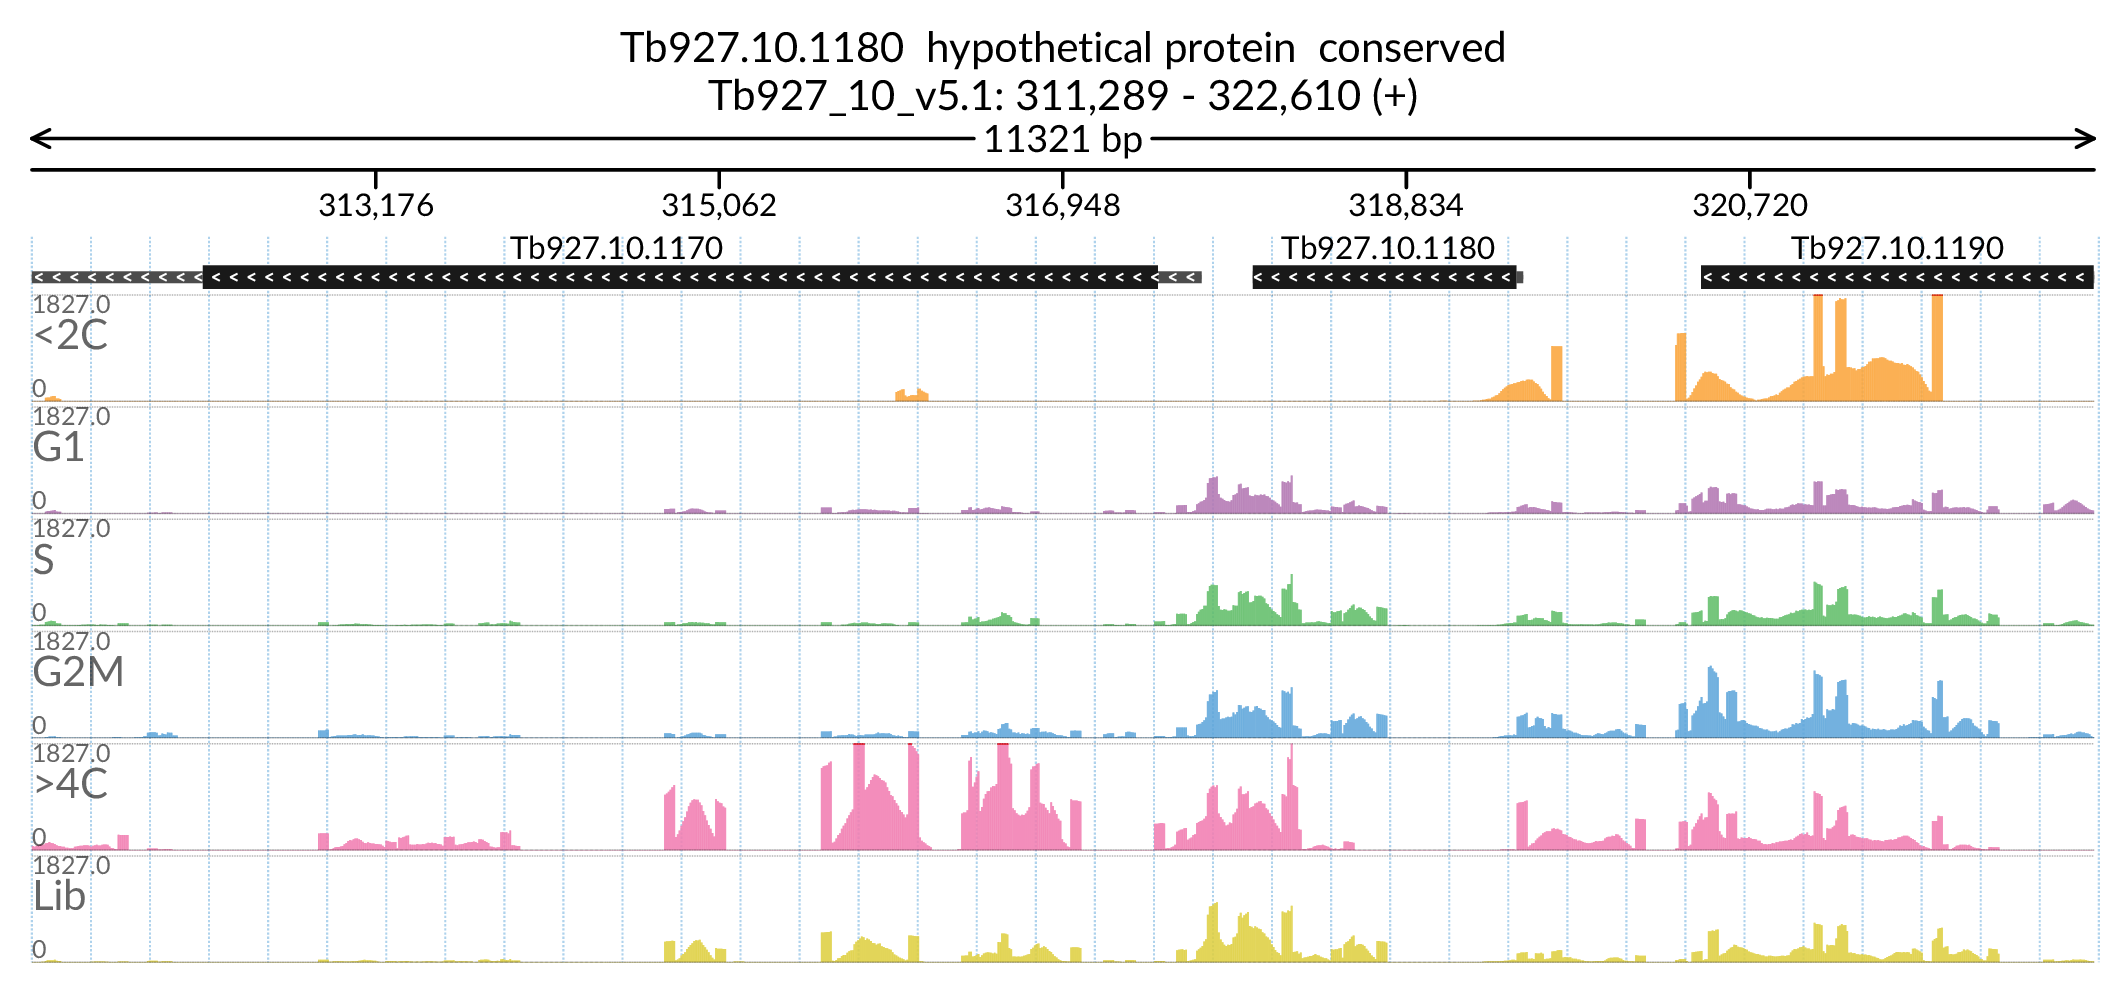 Tb927.10.1180  hypothetical protein  conserved
Tb927_10_v5.1: 311,289 - 322,610 (+)
11321 bp
313,176 315,062 316,948 318,834 320,720
Tb927.10.1170 Tb927.10.1180 Tb927.10.1190
1827.0
<2C
0
1827.0
G1
0
1827.0
S
0
1827.0
G2M
0
1827.0
>4C
0
1827.0
Lib
0